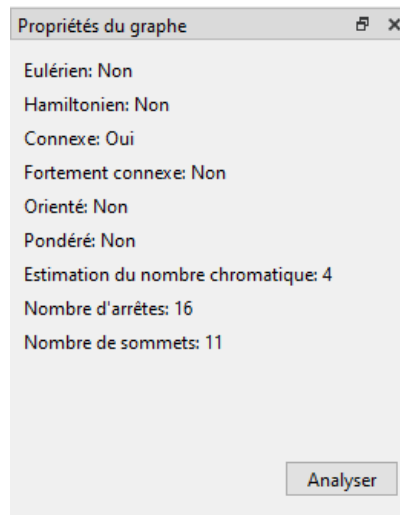 Propriétés du graphe
Eulérien: Non
Hamiltonien: Non
Connexe: Oui
Fortement connexe: Non
Orienté: Non
Pondéré: Non
Estimation du nombre chromatique: 4
Nombre d'arrêtes: 16
Nombre de sommets: 11
Analyser